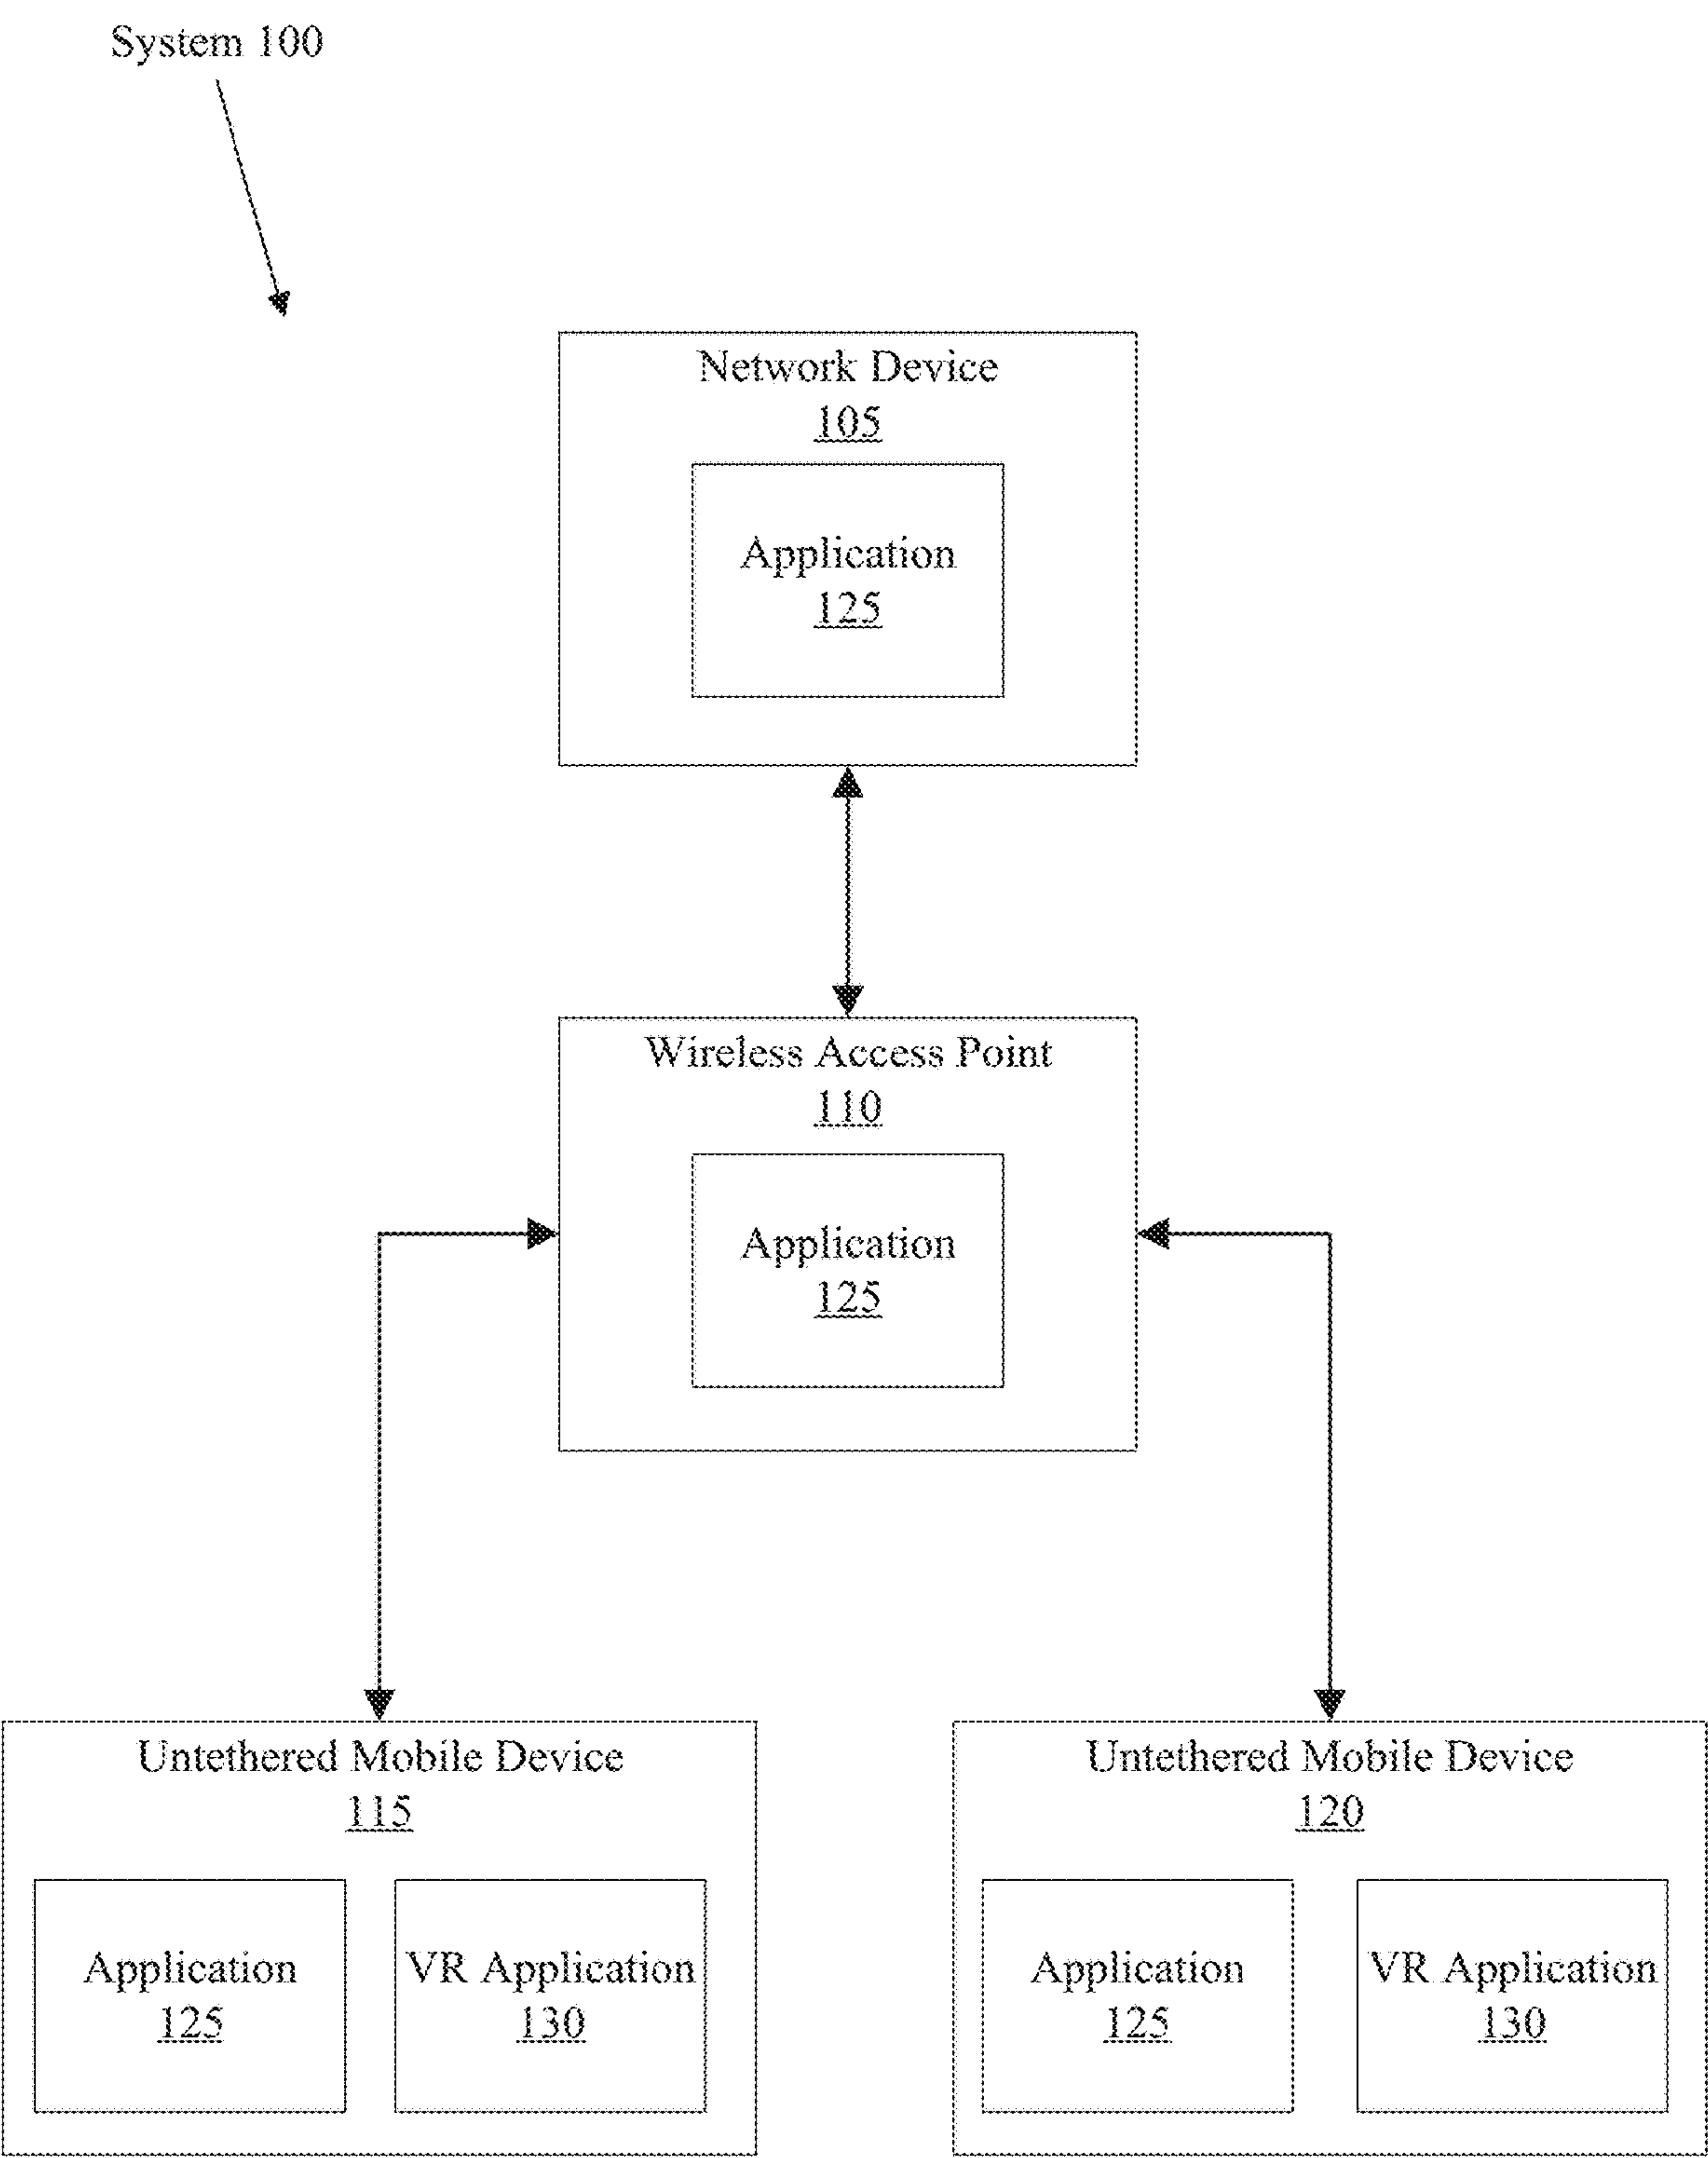 System 100
Network Device
105
Application
125
Wireless Access Point
110
Application
125
Untethered Mobile Device
115
Application
125
VR Application
130
Untethered Mobile Device
120
Application
125
VR Application
130